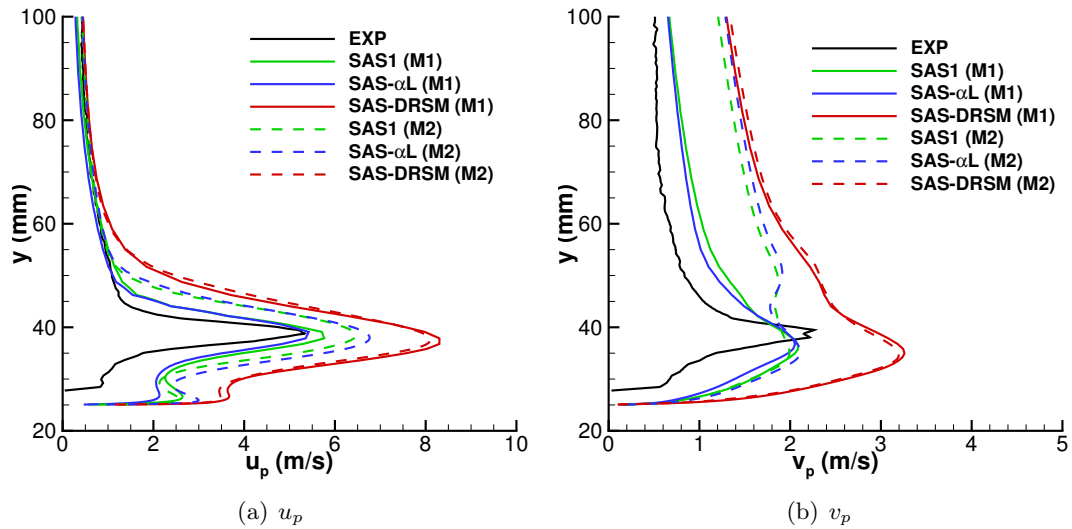 EXP
SAS1 (M1)
SAS-αL (M1)
SAS-DRSM (M1)
SAS1 (M2)
SAS-αL (M2)
SAS-DRSM (M2)
y (mm)
100
80
60
40
20
0 2 4 6 8 10
u_p (m/s)
(a) u_p
EXP
SAS1 (M1)
SAS-αL (M1)
SAS-DRSM (M1)
SAS1 (M2)
SAS-αL (M2)
SAS-DRSM (M2)
y (mm)
100
80
60
40
20
0 1 2 3 4 5
v_p (m/s)
(b) v_p